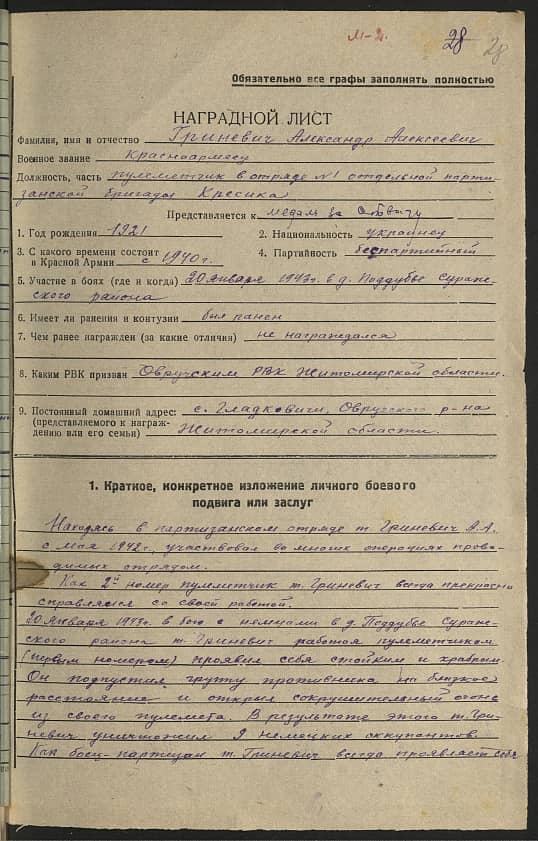 М-2. 28 28
Обязательно все графы заполнять полностью
НАГРАДНОЙ ЛИСТ
Фамилия, имя и отчество Гриневич Александр Алексеевич
Военное звание Красноармеец
Должность, часть пулеметчик в отряде №1 отдельной парти-
занской бригады
Представляется к медаль за Отвагу
1. Год рождения 1921 2. Национальность украинец
3. С какого времени состоит
в Красной Армии с 1940 г. 4. Партийность беспартийный
5. Участие в боях (где и когда) 20 января 1943 г. в д. Поддубье Сураж-
ского района
6. Имеет ли ранения и контузии был ранен
7. Чем ранее награжден (за какие отличия) не награждался
8. Каким РВК призван Овручским РВК Житомирской области.
9. Постоянный домашний адрес: с. Гладковичи, Овручского р-на
(представляемого к награж-
дению или его семьи) Житомирской области.
1. Краткое, конкретное изложение личного боевого
подвига или заслуг
Находясь в партизанском отряде т. Гриневич А.А.
с мая 1942 г., участвовал во многих операциях прово-
димых отрядом.
Как 2й номер пулеметчик т. Гриневич всегда прекрасно
справлялся со своей работой.
20 января 1943 г. в бою с немцами в д. Поддубье Сураж-
ского района т. Гриневич работая пулеметчиком
(первым номером) проявил себя стойким и храбрым.
Он подпустил группу противника на близкое
расстояние и открыл сокрушительный огонь
из своего пулемета. В результате этого т. Гри-
невич уничтожил 9 немецких оккупантов.
Как боец-партизан т. Гриневич всегда проявляет себя